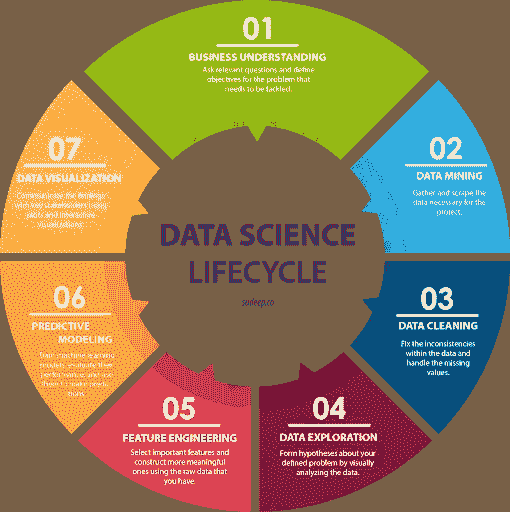 01
BUSINESS UNDERSTANDING
Ask relevant questions and define
objectives for the problem that
needs to be tackled.
02
DATA MINING
Gather and scrape the
data necessary for the
project.
03
DATA CLEANING
Fix the inconsistencies
within the data and
handle the missing
values.
04
DATA EXPLORATION
Form hypotheses about your
defined problem by visually
analyzing the data.
05
FEATURE ENGINEERING
Select important features and
construct more meaningful
ones using the raw data that
you have.
06
PREDICTIVE
MODELING
Train machine learning
models, evaluate their
performance, and use
them to make predic-
tions.
07
DATA VISUALIZATION
Communicate the findings
with key stakeholders using
plots and interactive
visualizations.
DATA SCIENCE
LIFECYCLE
sudeep.co